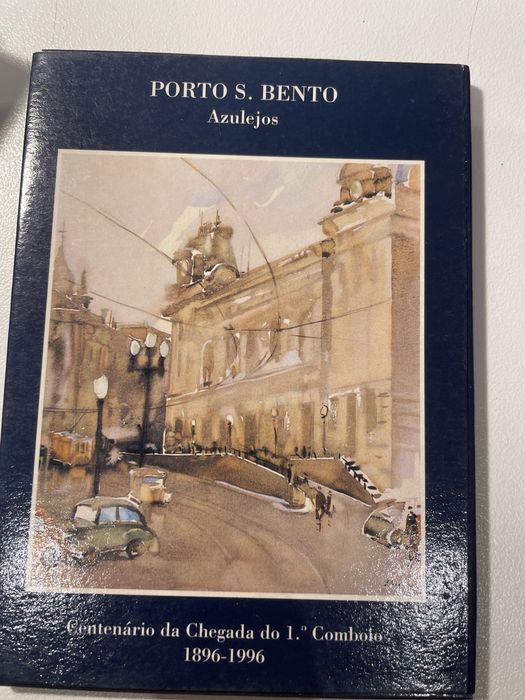 PORTO S. BENTO
Azulejos
Centenário da Chegada do 1.º Comboio
1896-1996